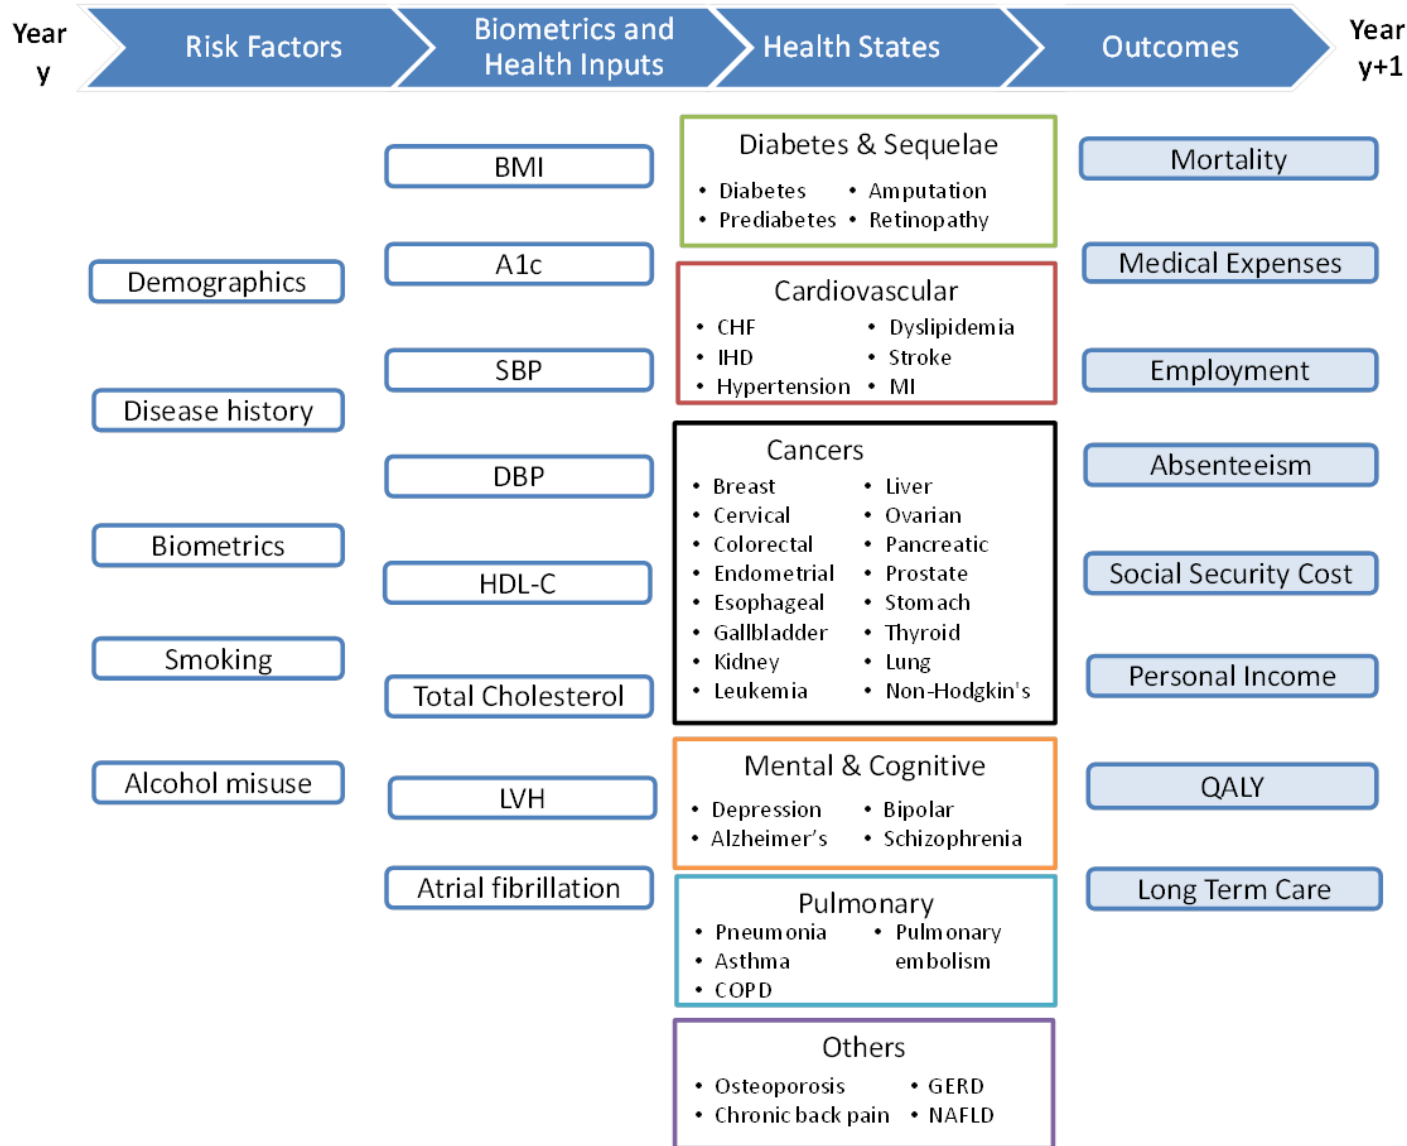 Year
y
Risk Factors
Biometrics and
Health Inputs
Health States
Outcomes
Year
y+1
Demographics
Disease history
Biometrics
Smoking
Alcohol misuse
BMI
A1c
SBP
DBP
HDL-C
Total Cholesterol
LVH
Atrial fibrillation
Diabetes & Sequelae
• Diabetes • Amputation
• Prediabetes • Retinopathy
Cardiovascular
• CHF • Dyslipidemia
• IHD • Stroke
• Hypertension • MI
Cancers
• Breast • Liver
• Cervical • Ovarian
• Colorectal • Pancreatic
• Endometrial • Prostate
• Esophageal • Stomach
• Gallbladder • Thyroid
• Kidney • Lung
• Leukemia • Non-Hodgkin's
Mental & Cognitive
• Depression • Bipolar
• Alzheimer’s • Schizophrenia
Pulmonary
• Pneumonia • Pulmonary
• Asthma embolism
• COPD
Others
• Osteoporosis • GERD
• Chronic back pain • NAFLD
Mortality
Medical Expenses
Employment
Absenteeism
Social Security Cost
Personal Income
QALY
Long Term Care